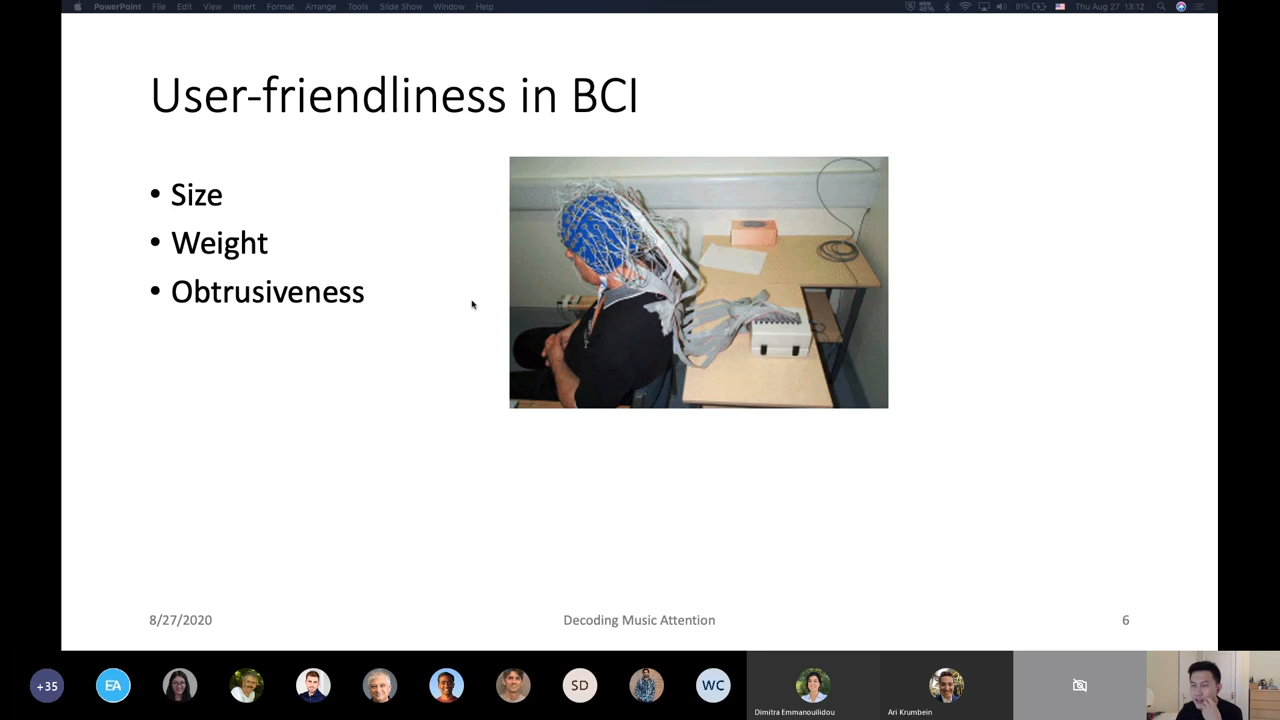 PowerPoint File Edit View Insert Format Arrange Tools Slide Show Window Help 81% Thu Aug 27 13:12
User-friendliness in BCI
• Size
• Weight
• Obtrusiveness
8/27/2020 Decoding Music Attention 6
+35 EA SD WC
Dimitra Emmanouilidou Ari Krumbein